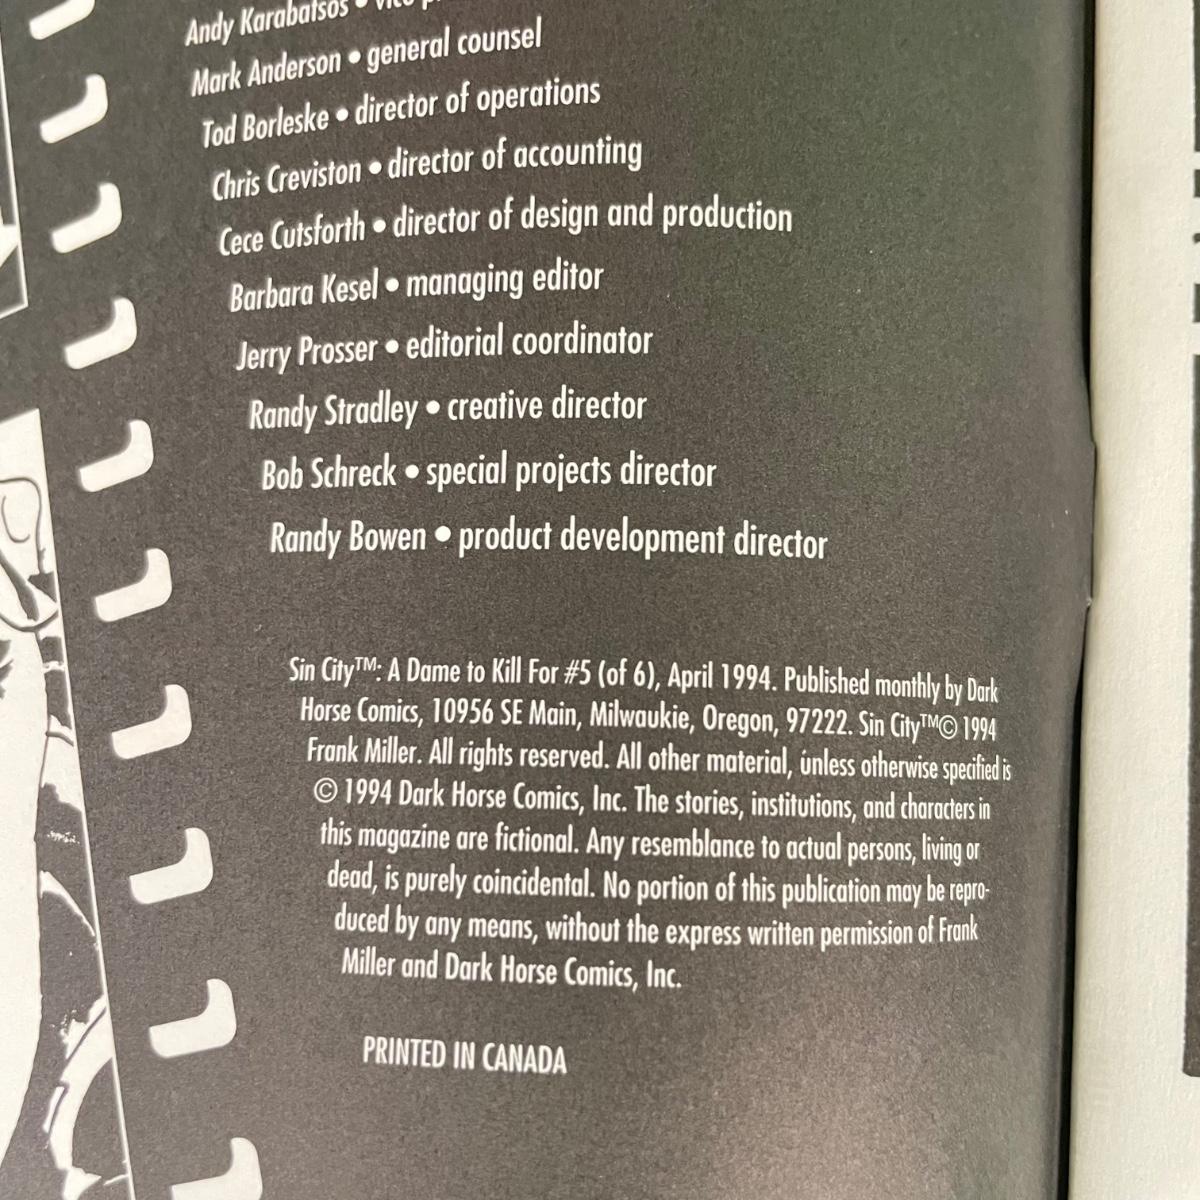 Andy Karabatsos • vice
Mark Anderson • general counsel
Tod Borleske • director of operations
Chris Creviston • director of accounting
Cece Cutsforth • director of design and production
Barbara Kesel • managing editor
Jerry Prosser • editorial coordinator
Randy Stradley • creative director
Bob Schreck • special projects director
Randy Bowen • product development director
Sin City™: A Dame to Kill For #5 (of 6), April 1994. Published monthly by Dark
Horse Comics, 10956 SE Main, Milwaukie, Oregon, 97222. Sin City™© 1994
Frank Miller. All rights reserved. All other material, unless otherwise specified is
© 1994 Dark Horse Comics, Inc. The stories, institutions, and characters in
this magazine are fictional. Any resemblance to actual persons, living or
dead, is purely coincidental. No portion of this publication may be repro-
duced by any means, without the express written permission of Frank
Miller and Dark Horse Comics, Inc.
PRINTED IN CANADA